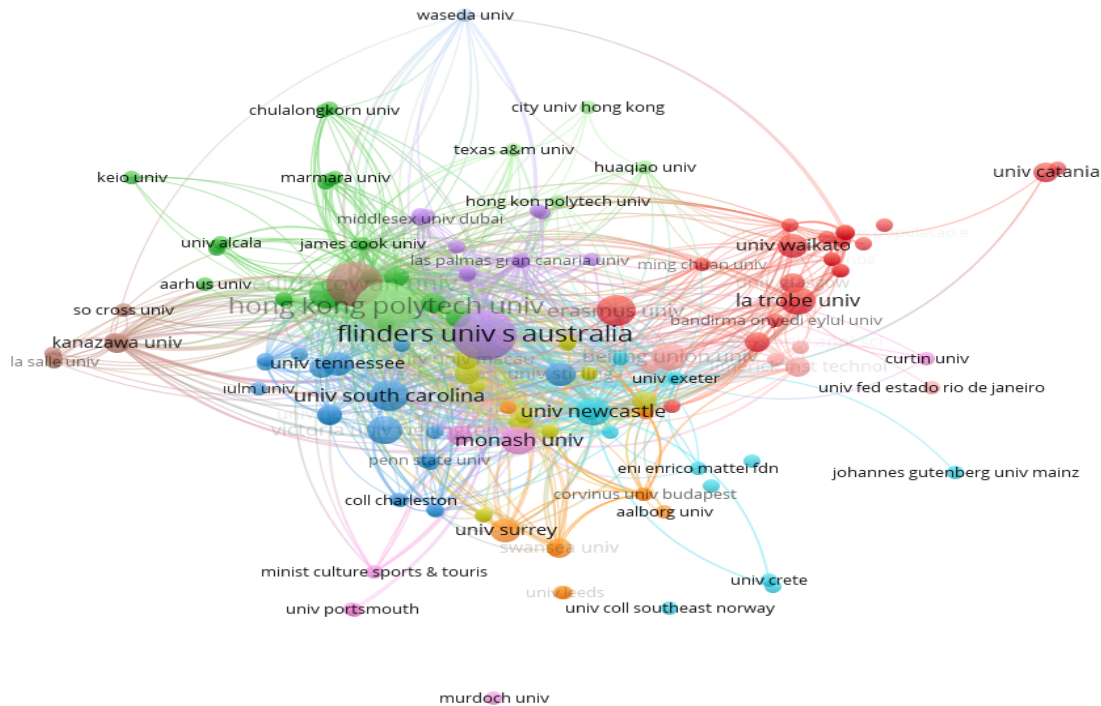 waseda univ
chulalongkorn univ
city univ hong kong
texas a&m univ
huaqiao univ
univ catania
keio univ
marmara univ
hong kon polytech univ
middlesex univ dubai
univ alcala
james cook univ
univ waikato
las palmas gran canaria univ
ming chuan univ
aarhus univ
so cross univ
hong kong polytech univ
erasmus univ
la trobe univ
bandirma onyedi eylul univ
flinders univ s australia
kanazawa univ
la salle univ
univ tennessee
beijing union univ
curtin univ
univ stirling
univ exeter
iulm univ
univ fed estado rio de janeiro
univ south carolina
univ newcastle
monash univ
penn state univ
eni enrico mattei fdn
johannes gutenberg univ mainz
coll charleston
corvinus univ budapest
aalborg univ
univ surrey
swansea univ
minist culture sports & touris
univ crete
univ leeds
univ portsmouth
univ coll southeast norway
murdoch univ